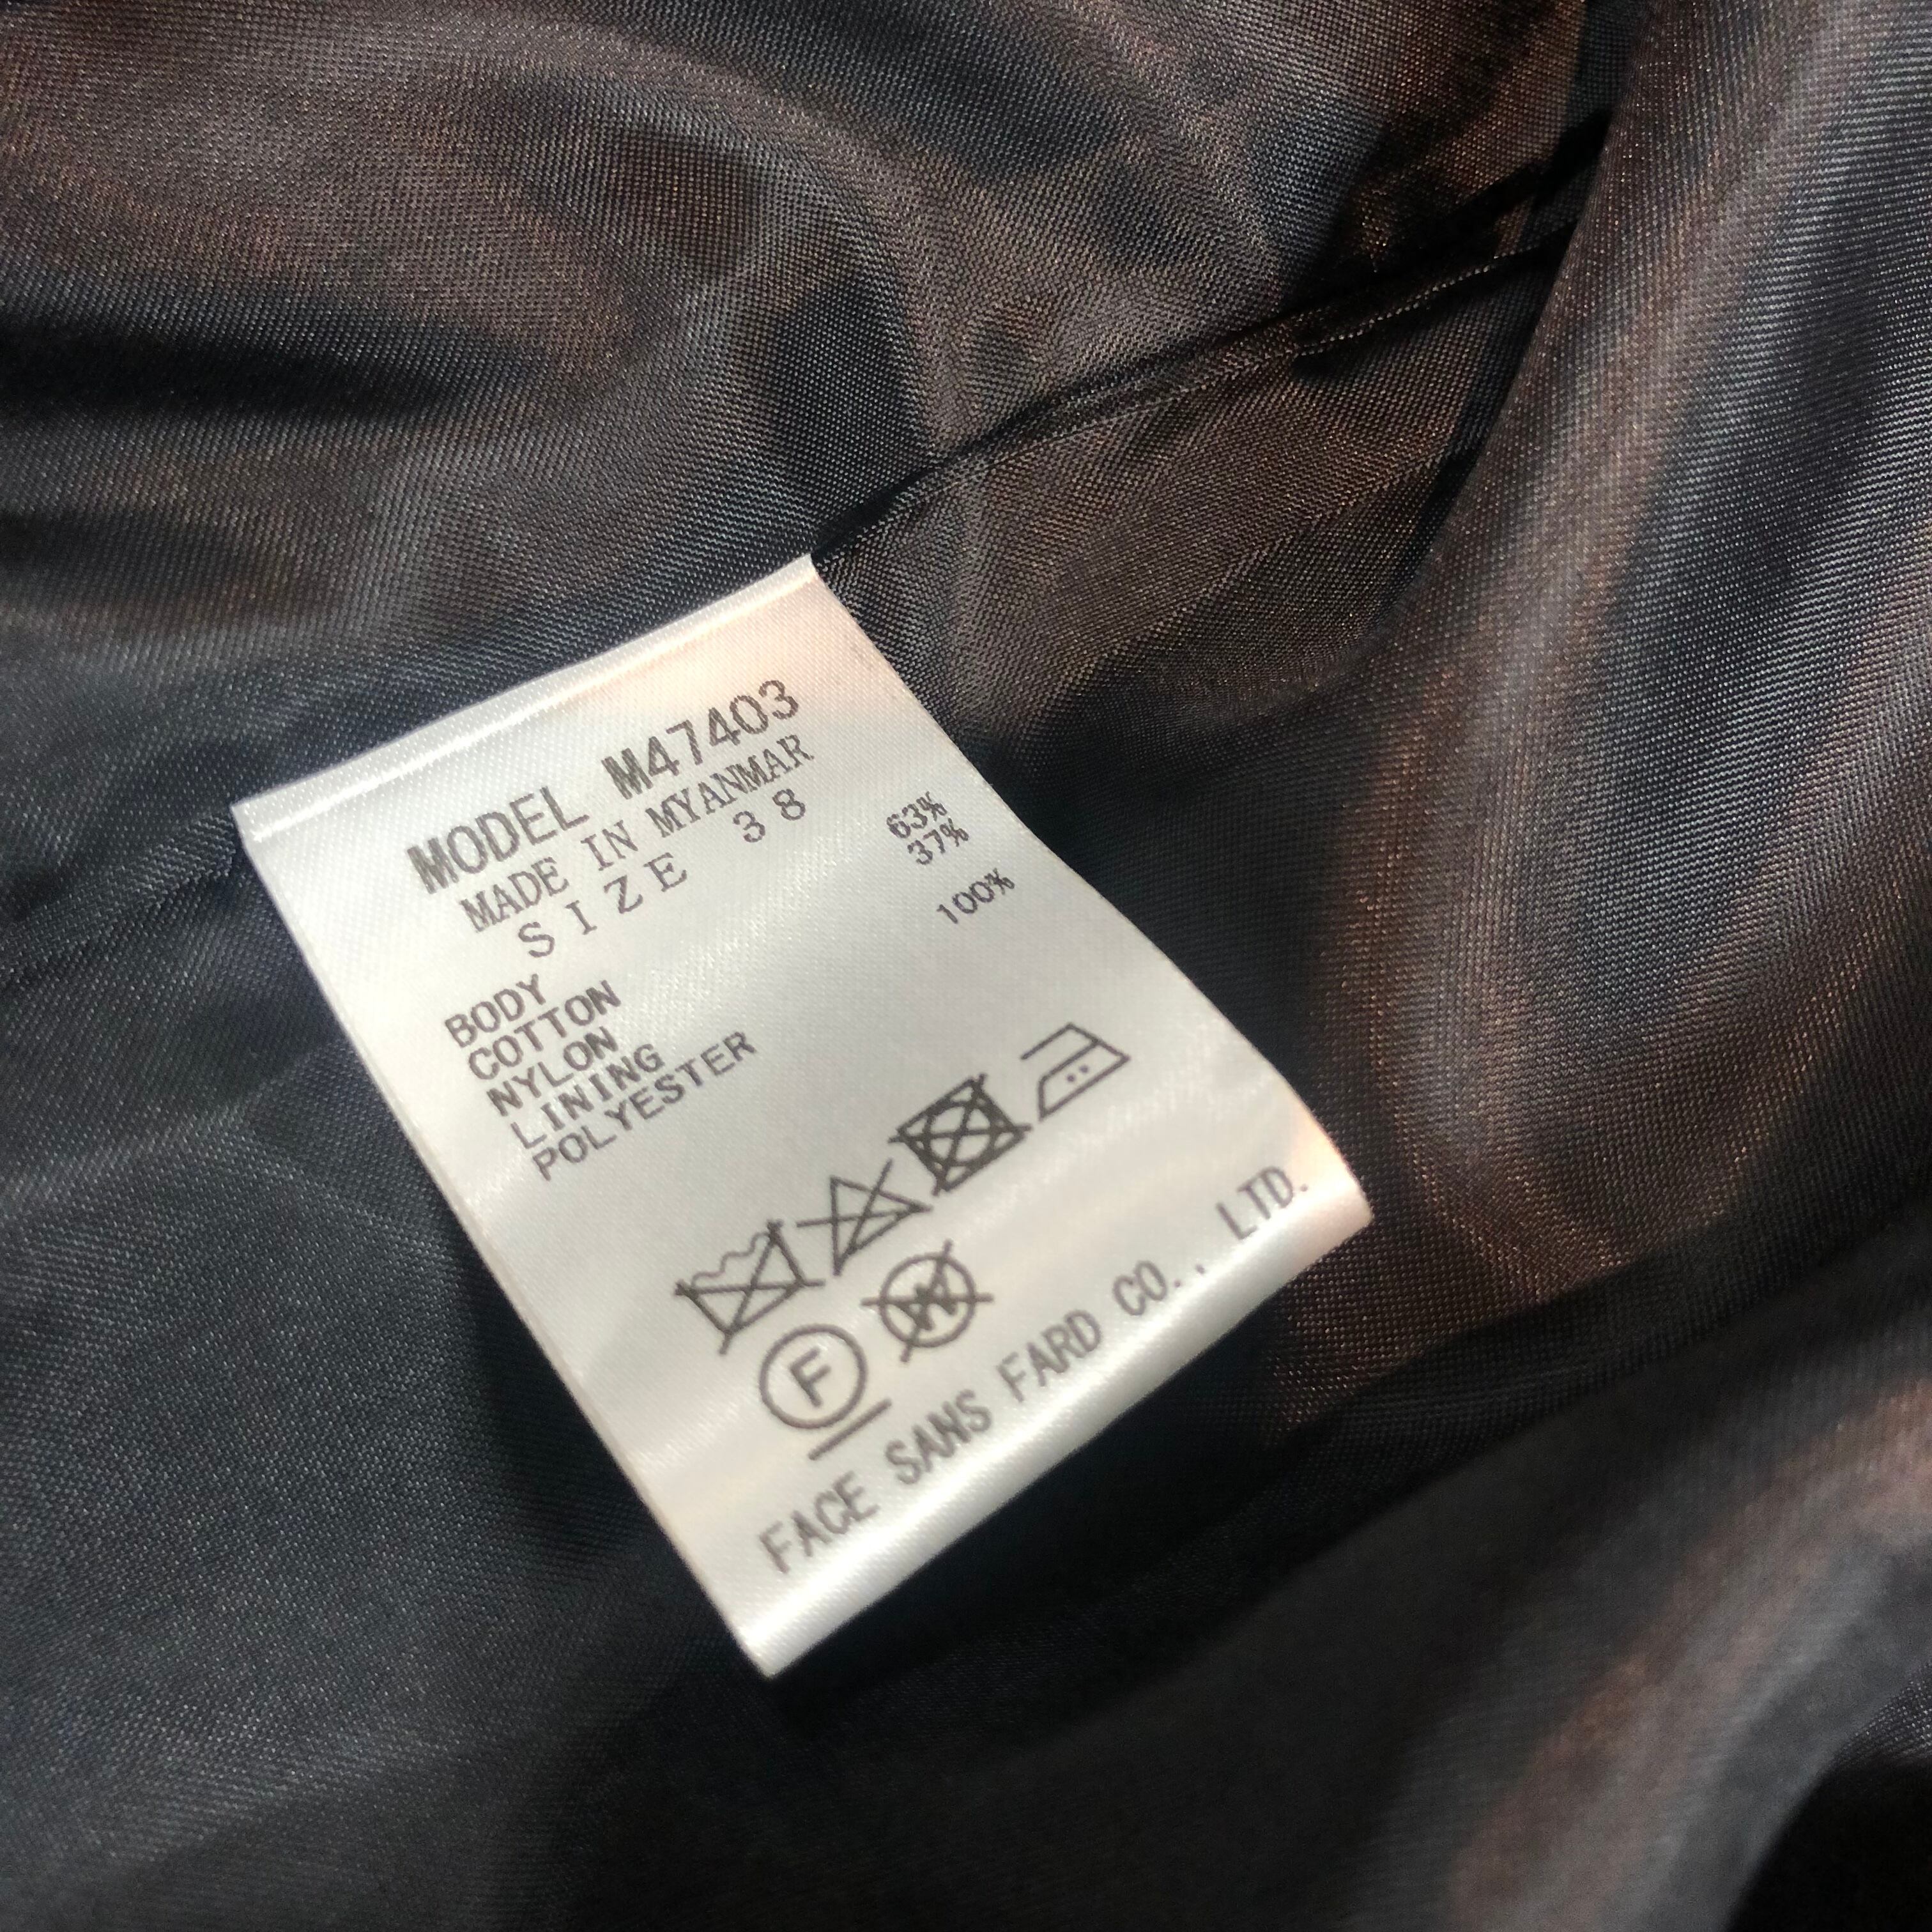 MODEL M47403
MADE IN MYANMAR
SIZE 38
BODY
COTTON 63%
NYLON 37%
LINING
POLYESTER 100%
F W
FACE SANS FARD CO., LTD.